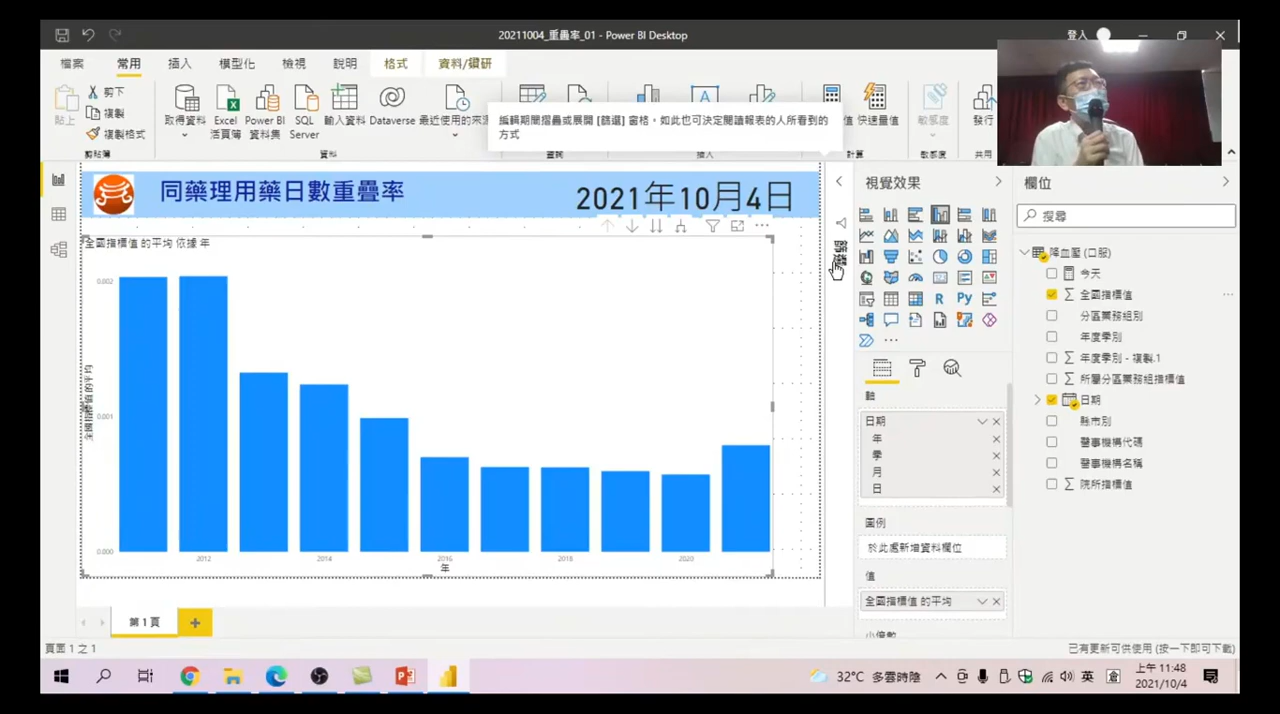 20211004_重疊率_01 - Power BI Desktop
登入
檔案 常用 插入 模型化 檢視 說明 格式 資料/鑽研
貼上
剪下
複製
複製格式
剪貼簿
取得資料
Excel 活頁簿
Power BI 資料集
SQL Server
輸入資料
Dataverse
最近使用的來源
資料
查詢
插入
快速量值
計算
敏感度
敏感度
發行
共用
編輯期間摺疊或展開 [篩選] 窗格，如此也可決定閱讀報表的人所看到的
方式
同藥理用藥日數重疊率
2021年10月4日
全國指標值 的平均 依據 年
全國指標值 的平均
0.002
0.001
0.000
2012 2014 2016 2018 2020
年
篩選
視覺效果
R Py
軸
日期
年
季
月
日
圖例
於此處新增資料欄位
值
全國指標值 的平均
欄位
搜尋
降血壓 (口服)
今天
全國指標值
分區業務組別
年度季別
年度季別 - 複製.1
所屬分區業務組指標值
日期
縣市別
醫事機構代碼
醫事機構名稱
院所指標值
第 1 頁
頁面 1 之 1
已有更新可供使用 (按一下即可下載)
32°C 多雲時陰
英
倉
上午 11:48
2021/10/4